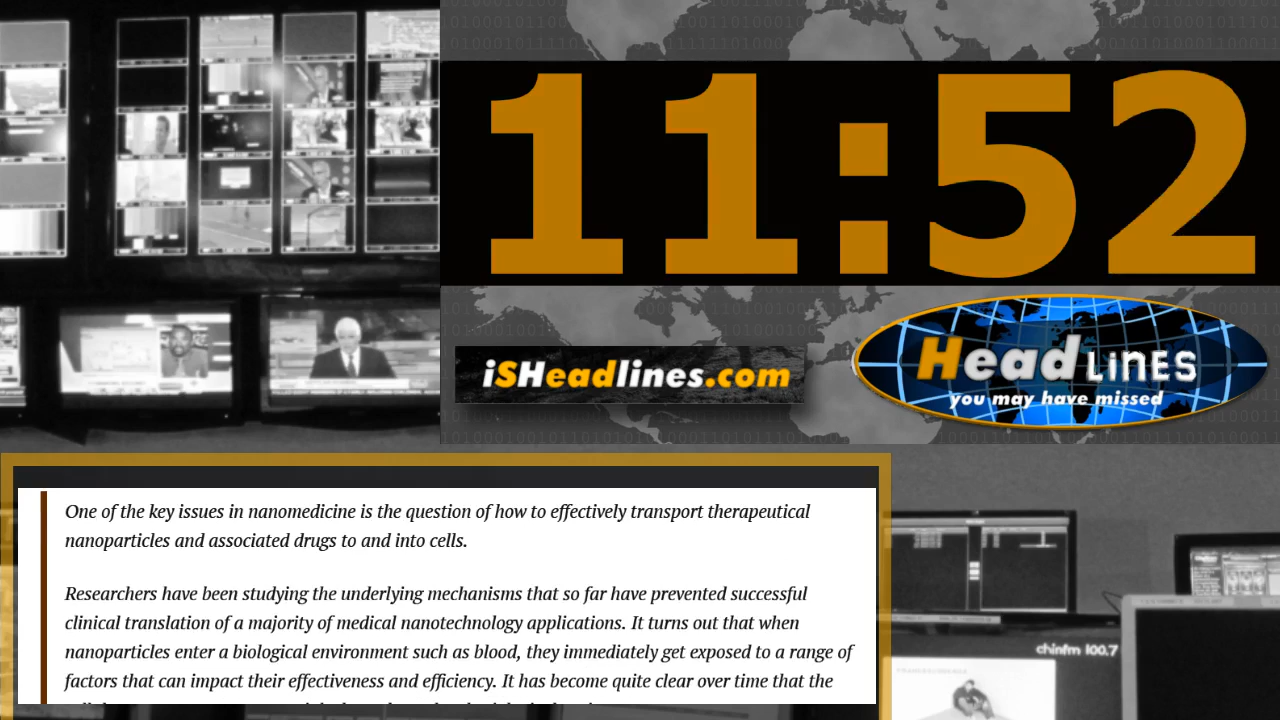 11:52
iSHeadlines.com
Headlines
you may have missed
One of the key issues in nanomedicine is the question of how to effectively transport therapeutical
nanoparticles and associated drugs to and into cells.
Researchers have been studying the underlying mechanisms that so far have prevented successful
clinical translation of a majority of medical nanotechnology applications. It turns out that when
nanoparticles enter a biological environment such as blood, they immediately get exposed to a range of
factors that can impact their effectiveness and efficiency. It has become quite clear over time that the
chinfm 100.7